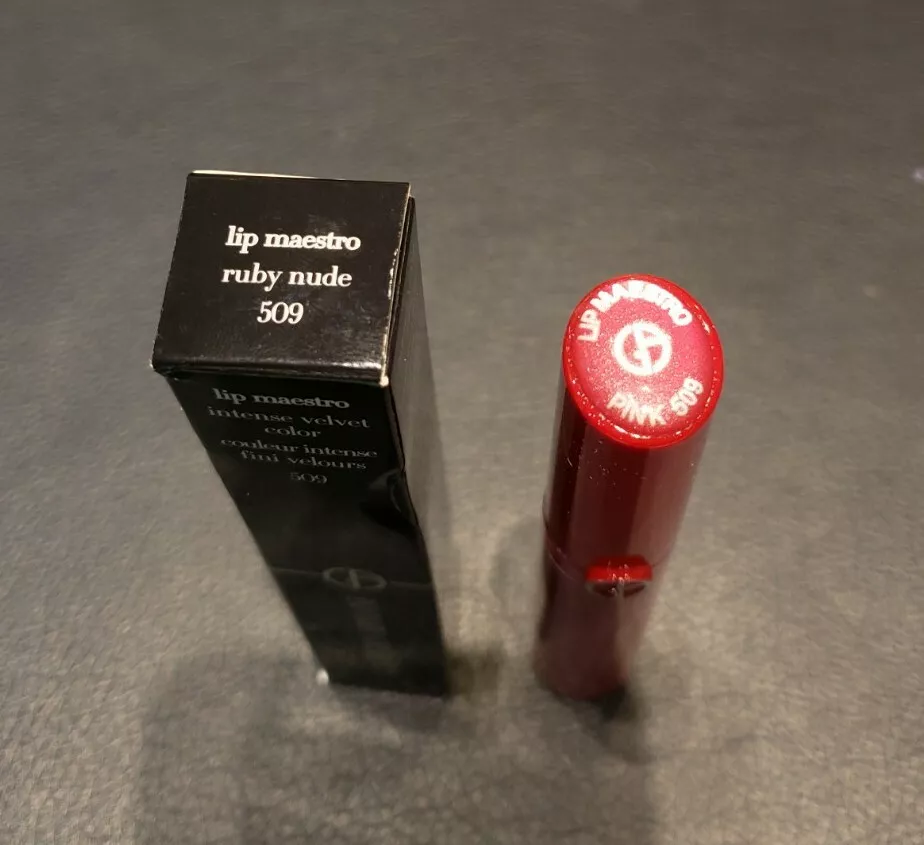 lip maestro
ruby nude
509
lip maestro
intense velvet
color
couleur intense
fini velours
509
LIP MAESTRO
PINK 509